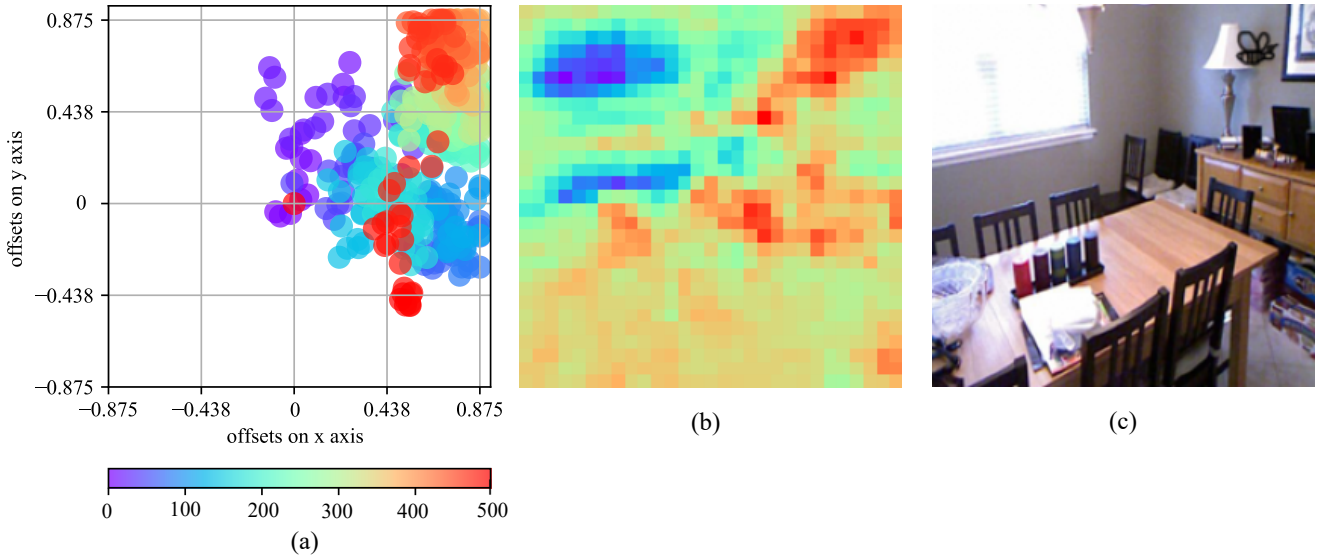 0.875
0.438
0
−0.438
−0.875
offsets on y axis
−0.875 −0.438 0 0.438 0.875
offsets on x axis
0 100 200 300 400 500
(a)
(b)
(c)